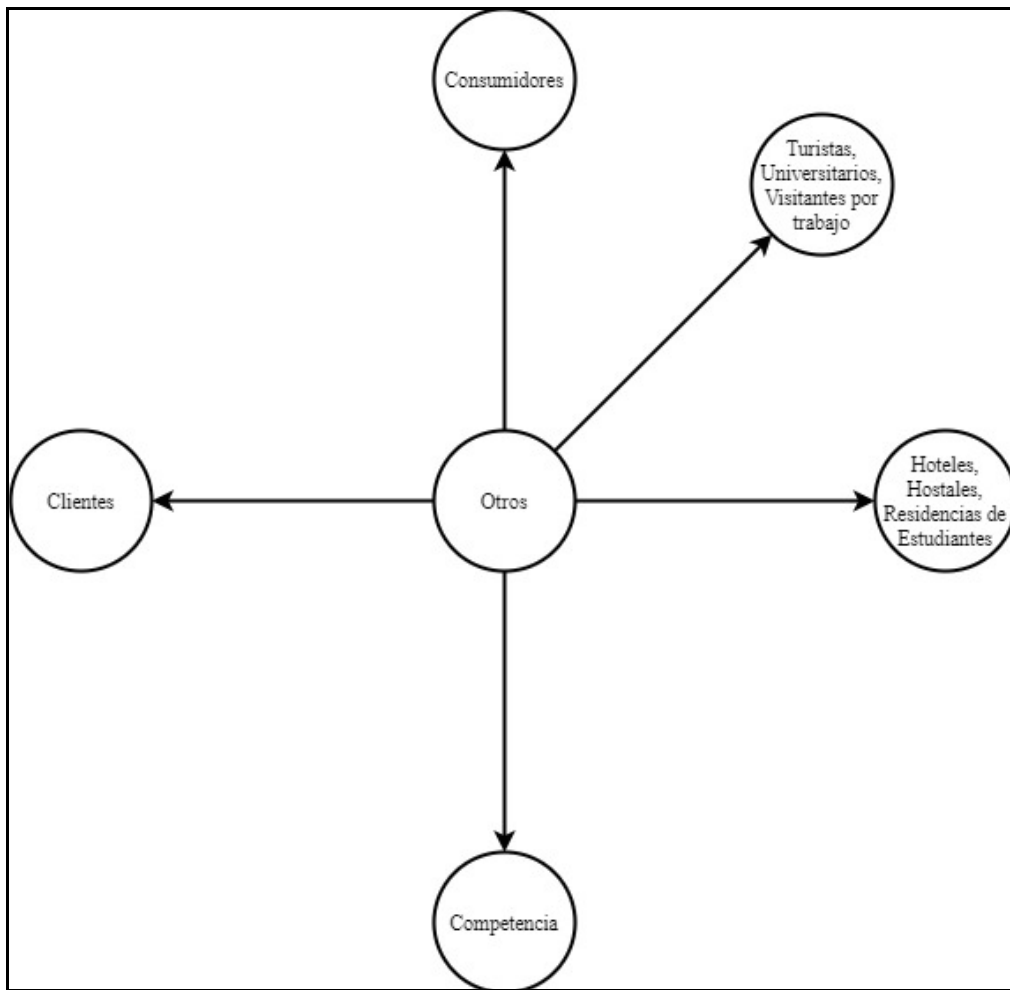 Consumidores
Turistas,
Universitarios,
Visitantes por
trabajo
Clientes
Otros
Hoteles,
Hostales,
Residencias de
Estudiantes
Competencia